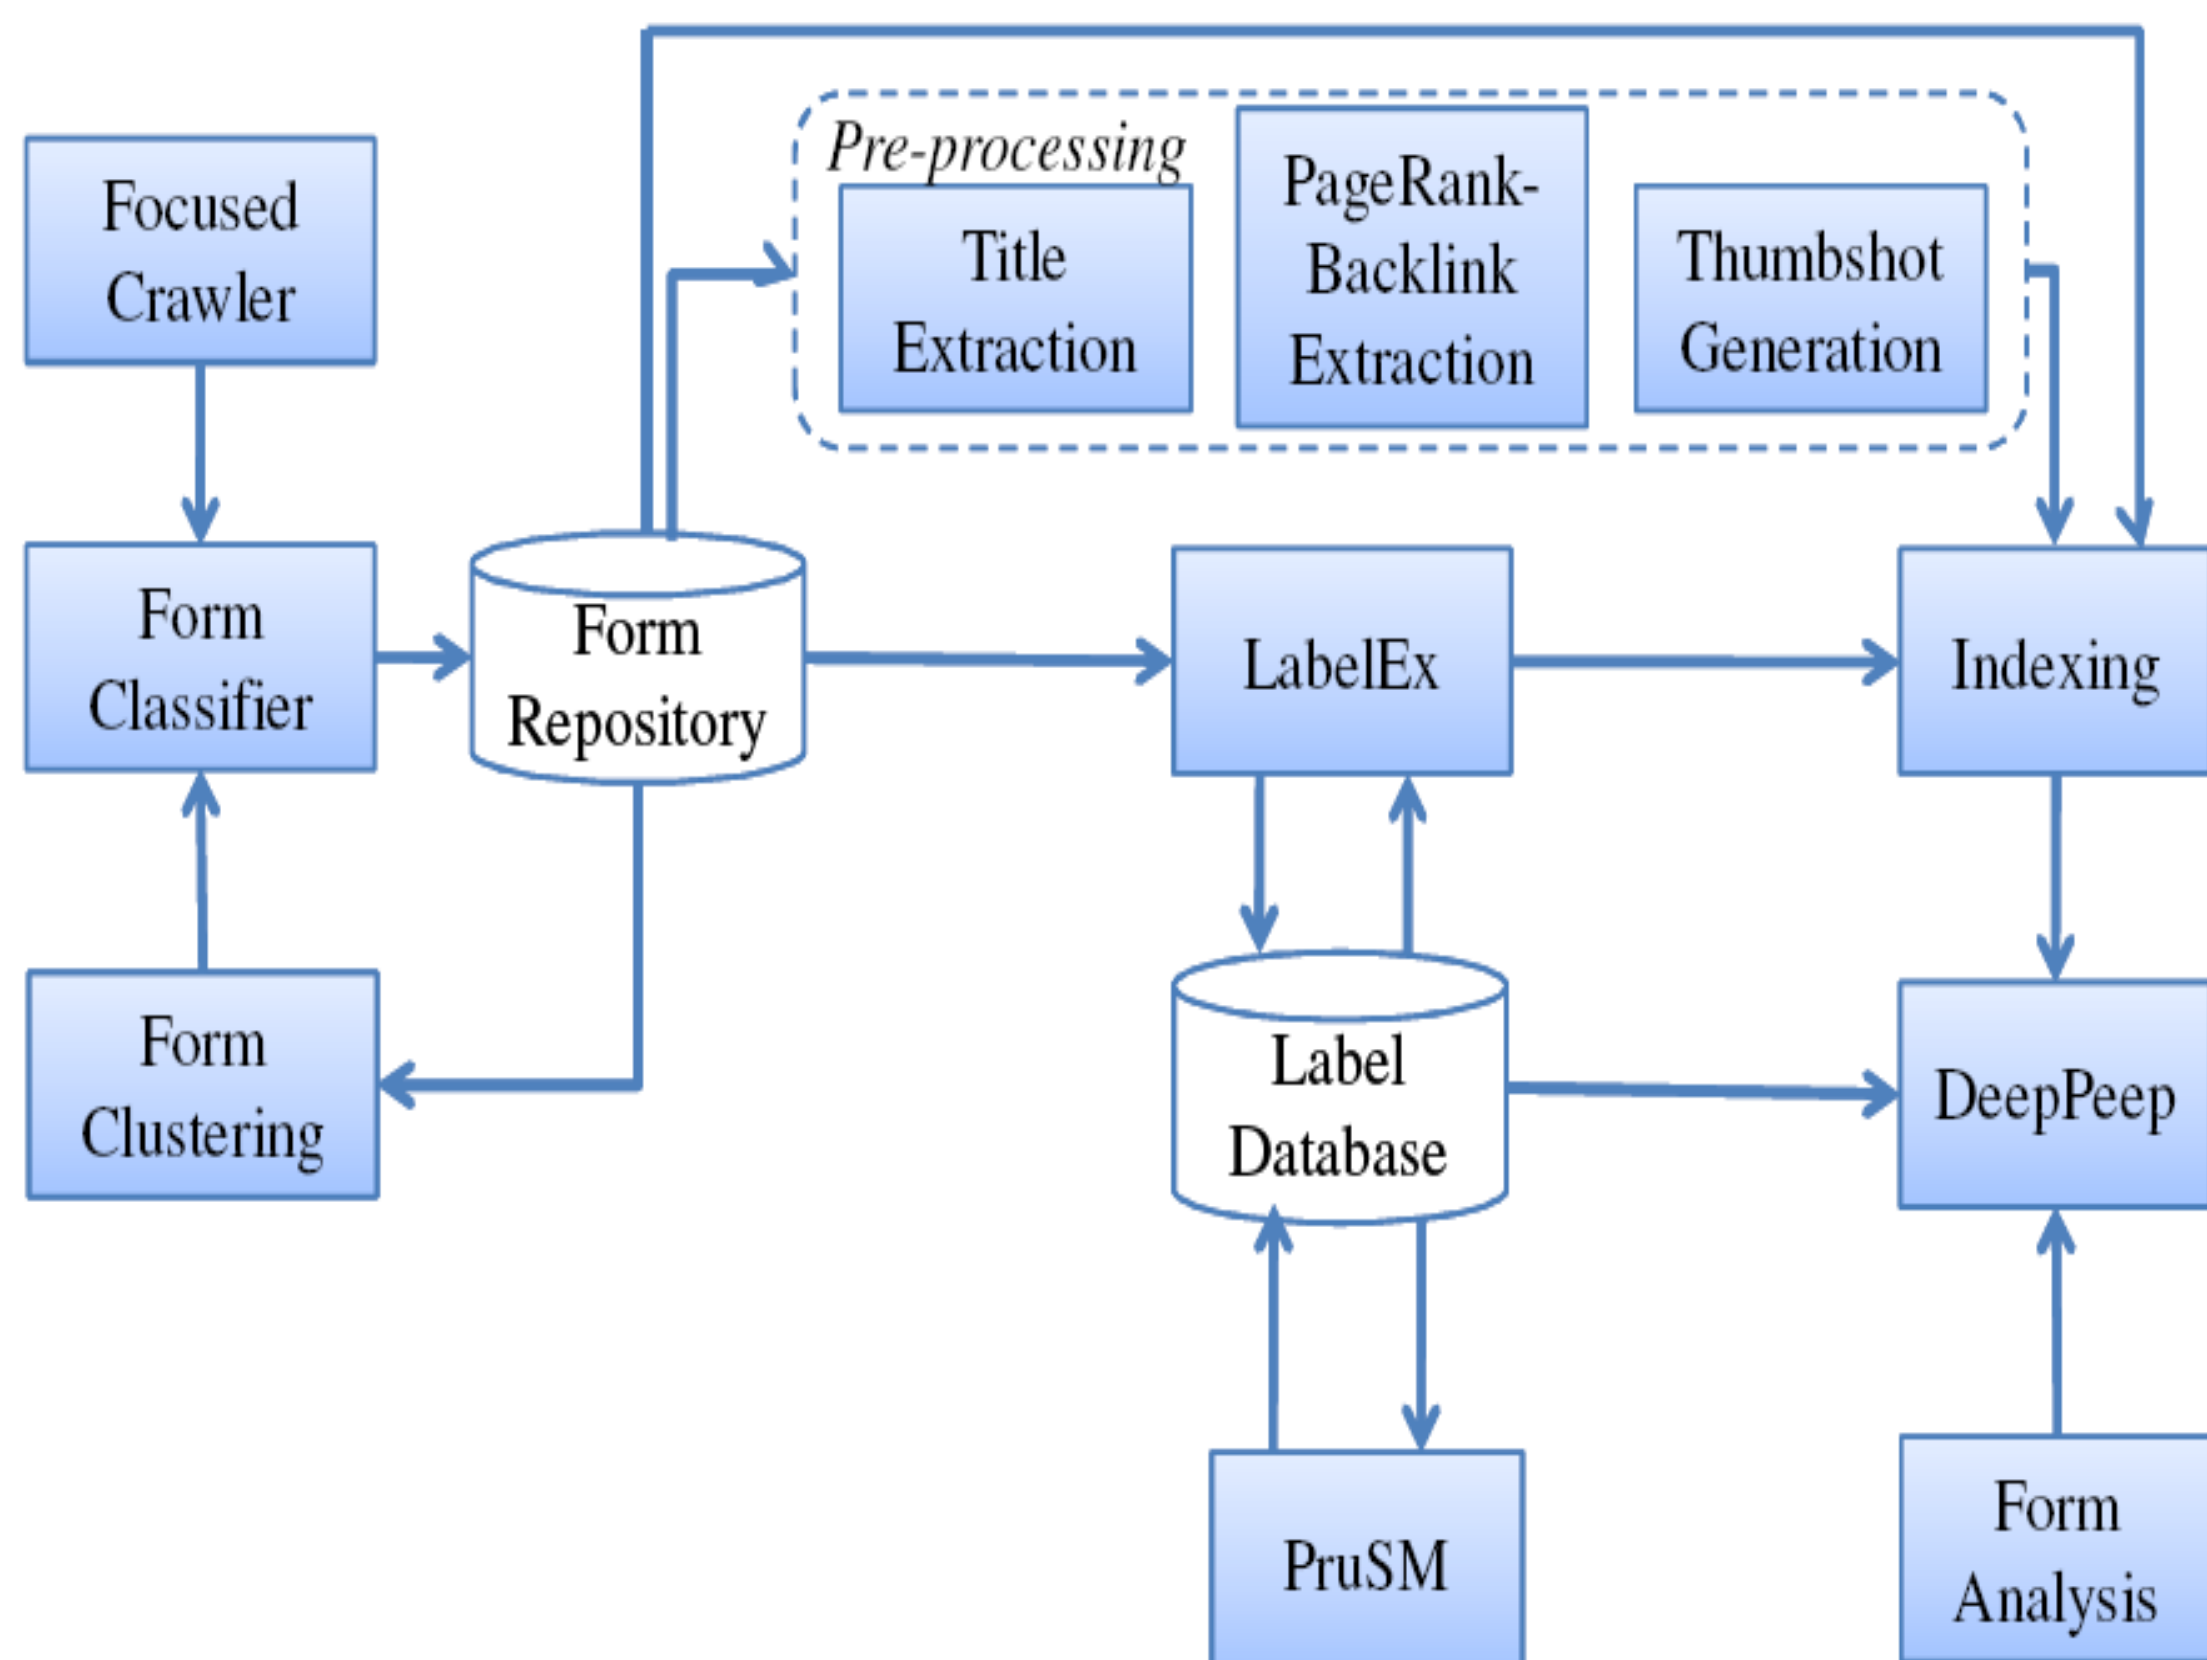 Pre-processing
Focused
Crawler
Title
Extraction
PageRank-
Backlink
Extraction
Thumbshot
Generation
Form
Classifier
Form
Repository
LabelEx
Indexing
Form
Clustering
Label
Database
DeepPeep
PruSM
Form
Analysis